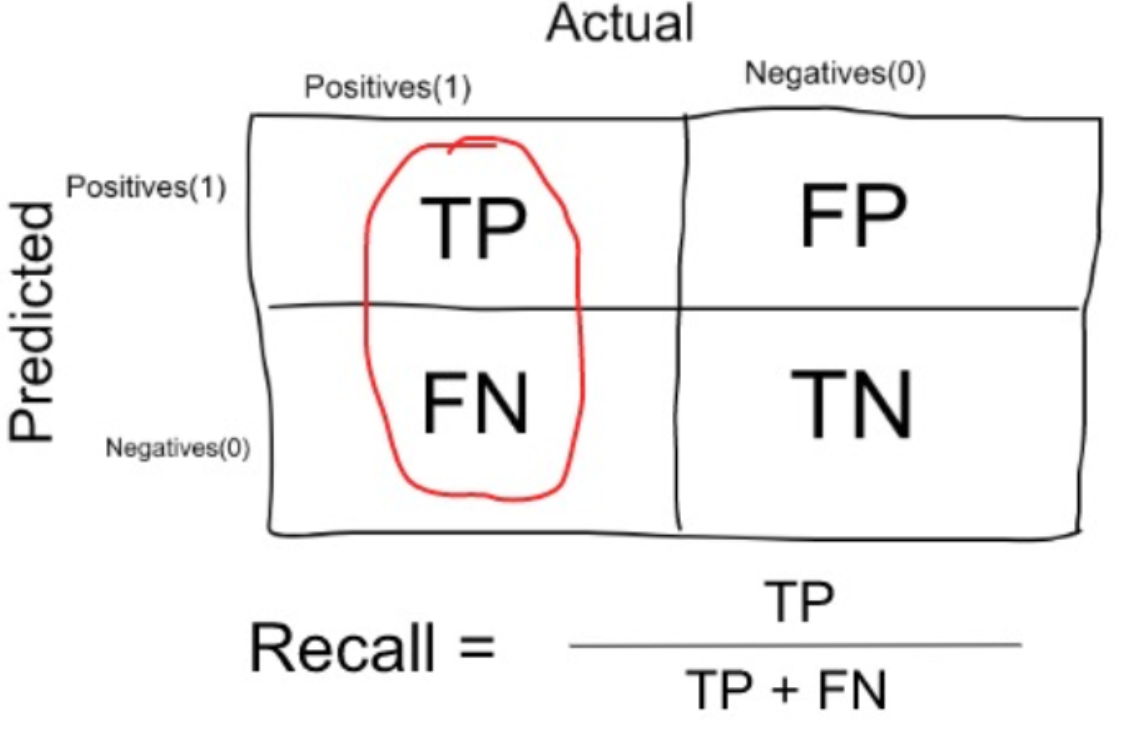 Actual
Positives(1)
Negatives(0)
Predicted
Positives(1)
TP
FP
Negatives(0)
FN
TN
Recall =
TP
TP + FN